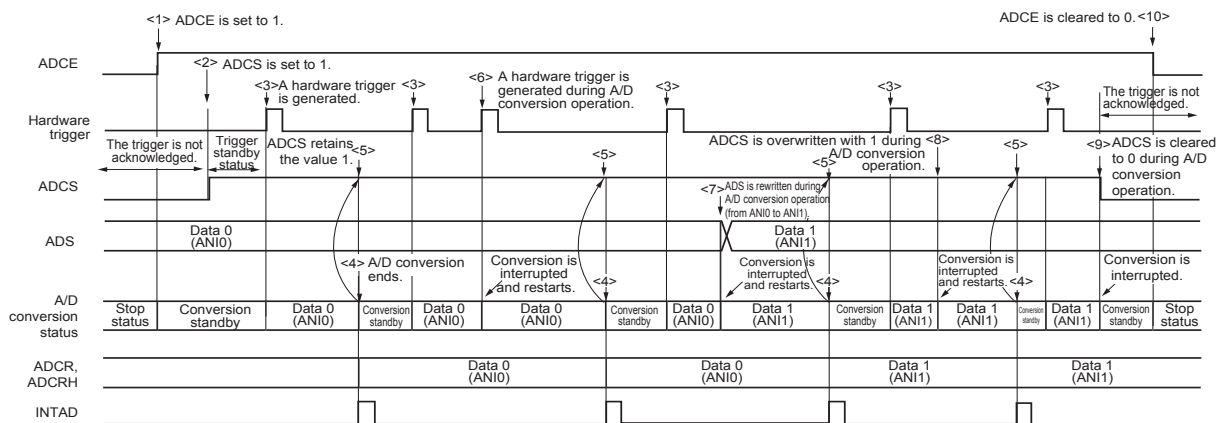 <1> ADCE is set to 1.
ADCE is cleared to 0. <10>
ADCE
<2> ADCS is set to 1.
<3> A hardware trigger
is generated.
<3>
<6> A hardware trigger is
generated during A/D
conversion operation.
<3>
<3>
<3>
The trigger is not
acknowledged.
Hardware
trigger
The trigger is not
acknowledged.
Trigger
standby
status
ADCS retains
the value 1.
<5>
<5>
ADCS is overwritten with 1 during
A/D conversion
operation.
<5>
<8>
<5>
<9> ADCS is cleared
to 0 during A/D
conversion
operation.
ADCS
<7> ADS is rewritten during
A/D conversion operation
(from ANI0 to ANI1).
ADS
Data 0
(ANI0)
Data 1
(ANI1)
<4> A/D conversion
ends.
Conversion is
interrupted
and restarts.
<4>
Conversion is
interrupted
and restarts.
<4>
Conversion is
interrupted
and restarts.
<4>
Conversion is
interrupted.
A/D
conversion
status
Stop
status
Conversion
standby
Data 0
(ANI0)
Conversion
standby
Data 0
(ANI0)
Data 0
(ANI0)
Conversion
standby
Data 0
(ANI0)
Data 1
(ANI1)
Conversion
standby
Data 1
(ANI1)
Data 1
(ANI1)
Conversion
standby
Data 1
(ANI1)
Conversion
standby
Stop
status
ADCR,
ADCRH
Data 0
(ANI0)
Data 0
(ANI0)
Data 1
(ANI1)
Data 1
(ANI1)
INTAD